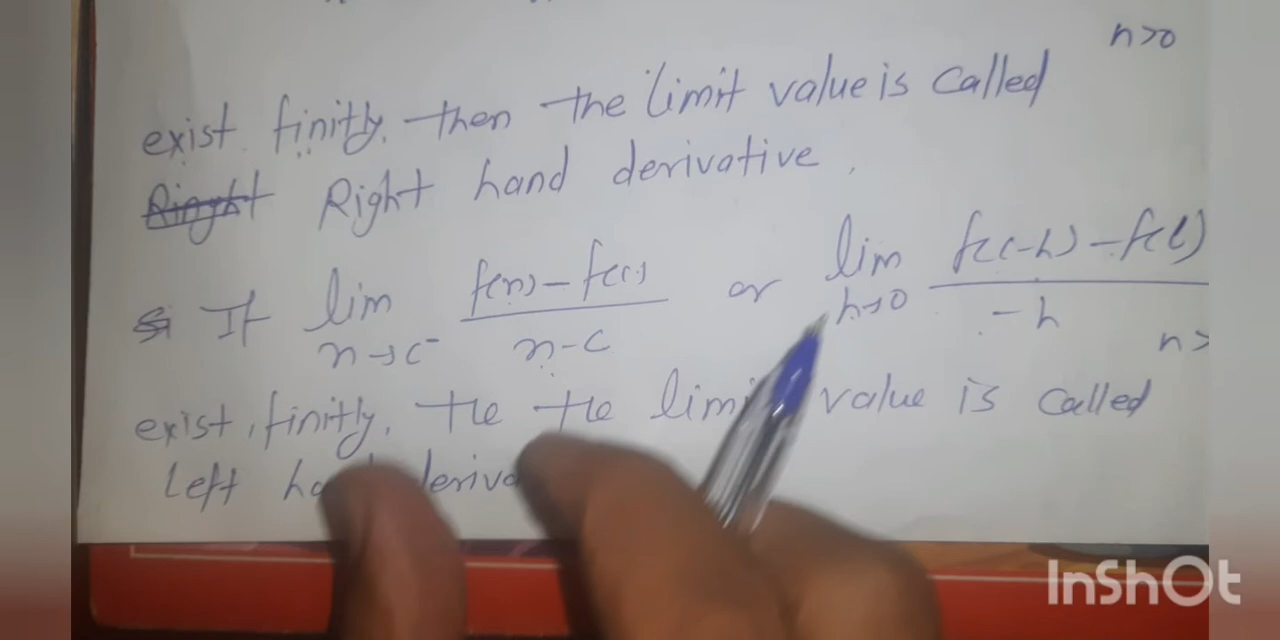 n>0
exist finitly, then the limit value is called
Right hand derivative.
If lim n→c⁻ f(n)-f(c) / n-c or lim h→0 f(c-h)-f(c) / -h
n>
exist, finitly, the the limit value is called
Left
InShOt